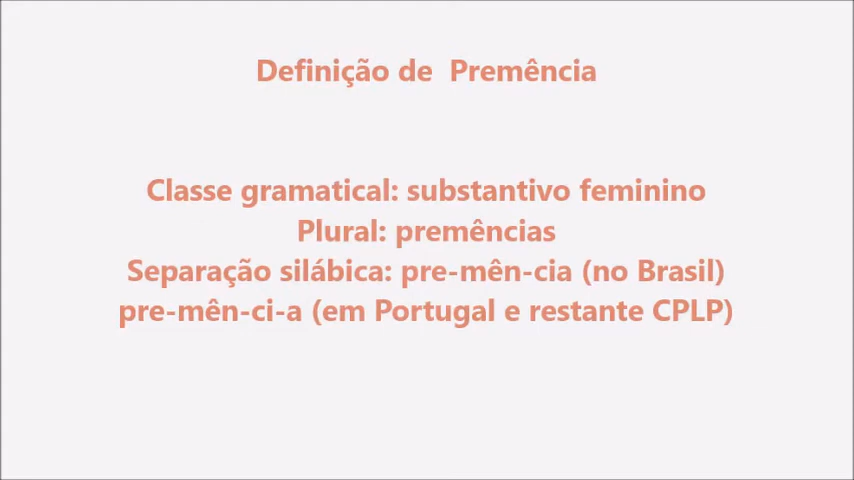 Definição de  Premência
Classe gramatical: substantivo feminino
Plural: premências
Separação silábica: pre-mên-cia (no Brasil)
pre-mên-ci-a (em Portugal e restante CPLP)